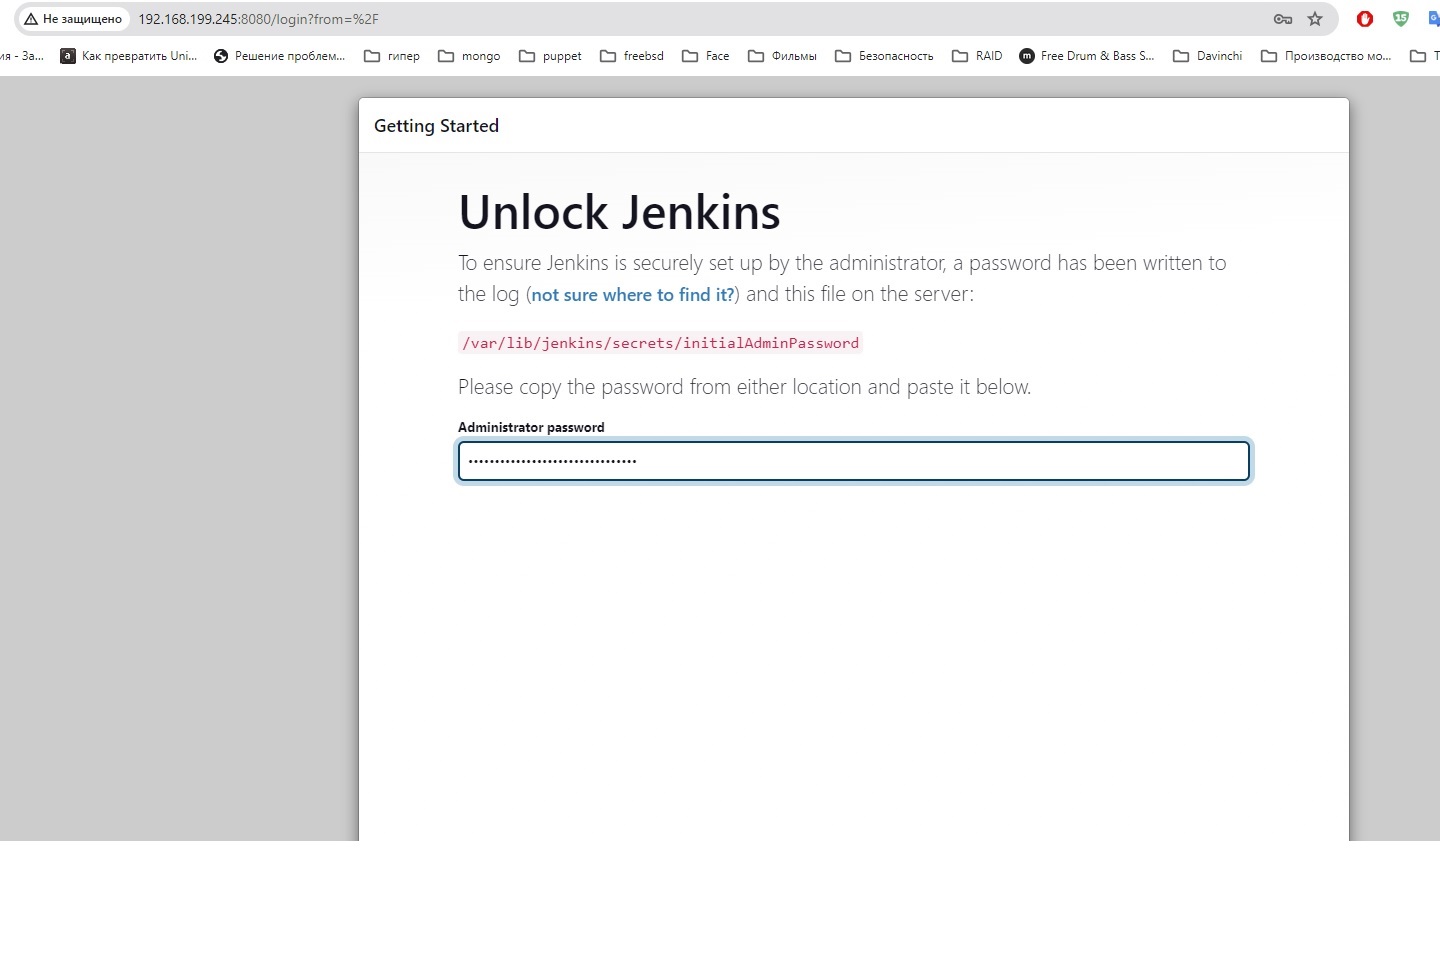 Не защищено 192.168.199.245:8080/login?from=%2F
ия - За... a Как превратить Uni... Решение проблем... гипер mongo puppet freebsd Face Фильмы Безопасность RAID m Free Drum & Bass S... Davinchi Производство мо... T
15 G
Getting Started
Unlock Jenkins
To ensure Jenkins is securely set up by the administrator, a password has been written to
the log (not sure where to find it?) and this file on the server:
/var/lib/jenkins/secrets/initialAdminPassword
Please copy the password from either location and paste it below.
Administrator password
••••••••••••••••••••••••••••••••